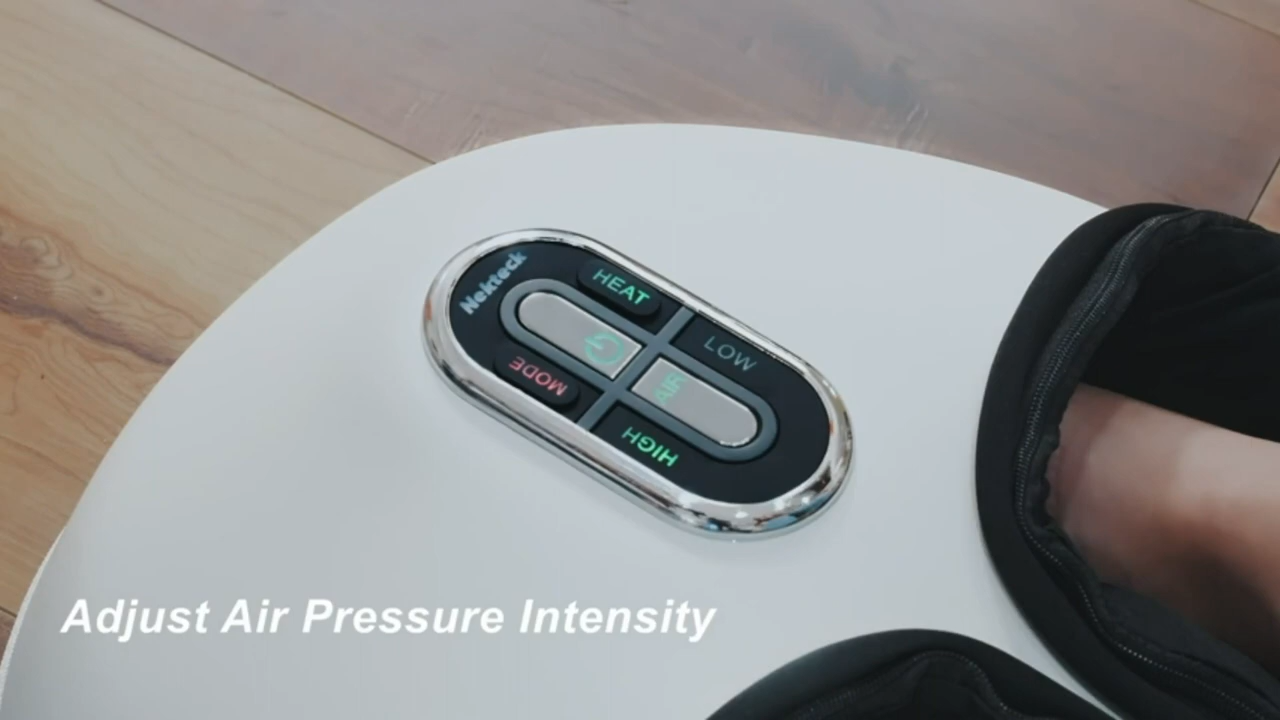 Nekteck
HEAT
LOW
MODE
AIR
HIGH
Adjust Air Pressure Intensity